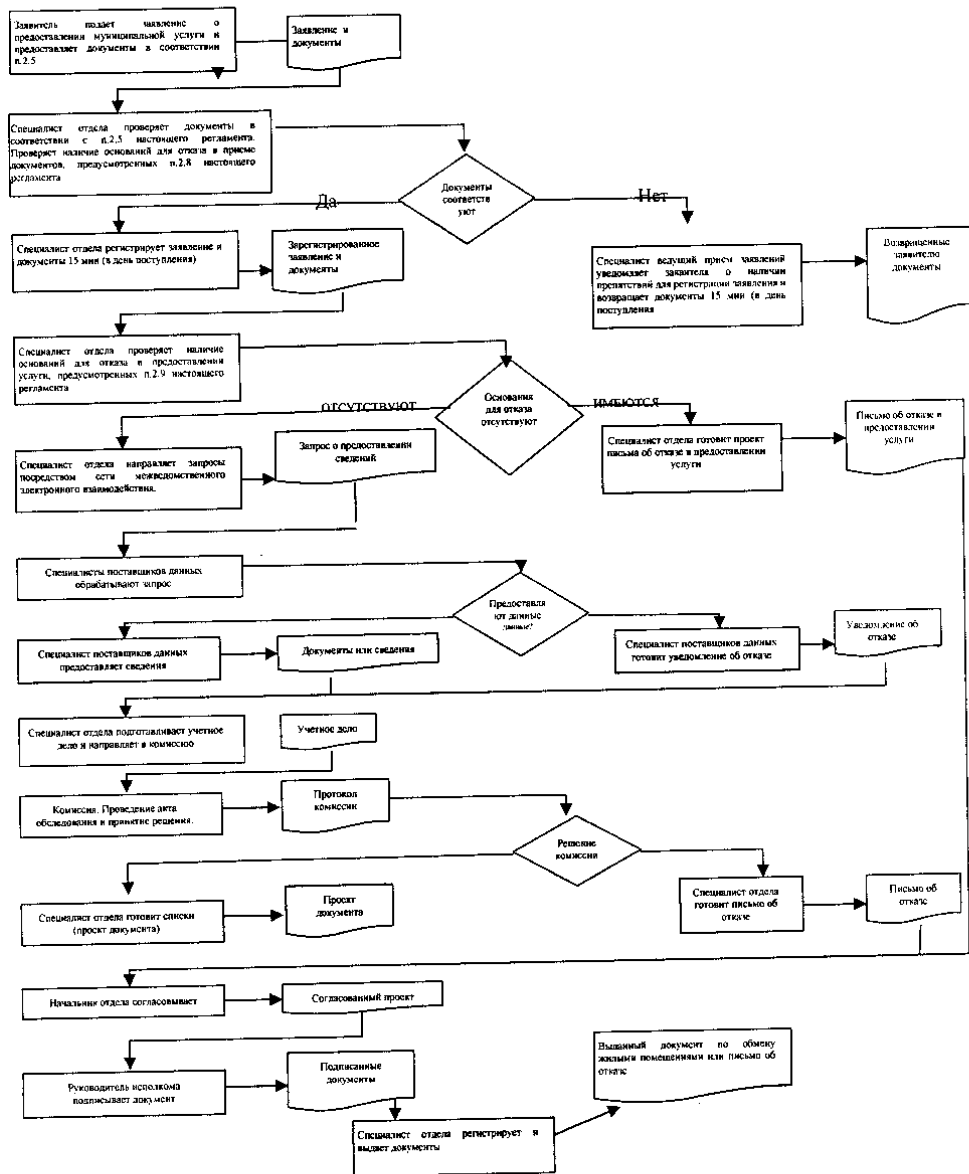 Заявитель подает заявление о
предоставлении муниципальной услуги и
предоставляет документы в соответствии
п.2.5
Заявление и
документы
Специалист отдела проверяет документы в
соответствии с п.2.5 настоящего регламента.
Проверяет наличие оснований для отказа в приеме
документов, предусмотренных п.2.8 настоящего
регламента
Документы
соответств
уют
Да
Нет
Специалист отдела регистрирует заявление и
документы 15 мин (в день поступления)
Зарегистрированное
заявление и
документы
Специалист ведущий прием заявлений
уведомляет заявителя о наличии
препятствий для регистрации заявления и
возвращает документы 15 мин (в день
поступления
Возвращенные
заявителю
документы
Специалист отдела проверяет наличие
оснований для отказа в предоставлении
услуги, предусмотренных п.2.9 настоящего
регламента
Основания
для отказа
отсутствуют
ОТСУТСТВУЮТ
ИМЕЮТСЯ
Специалист отдела направляет запросы
посредством сети межведомственного
электронного взаимодействия.
Запрос о предоставлении
сведений
Специалист отдела готовит проект
письма об отказе в предоставлении
услуги
Письмо об отказе в
предоставлении
услуги
Специалисты поставщиков данных
обрабатывают запрос
Предоставля
ют данные
данные?
Специалист поставщиков данных
предоставляет сведения
Документы или сведения
Специалист поставщиков данных
готовит уведомление об отказе
Уведомление об
отказе
Специалист отдела подготавливает учетное
дело и направляет в комиссию
Учетное дело
Комиссия. Проведение акта
обследования и принятие решения.
Протокол
комиссии
Решение
комиссии
Специалист отдела готовит списки
(проект документа)
Проект
документа
Специалист отдела
готовит письмо об
отказе
Письмо об
отказе
Начальник отдела согласовывает
Согласованный проект
Руководитель исполкома
подписывает документ
Подписанные
документы
Выданный документ по обмену
жилыми помещениями или письмо об
отказе
Специалист отдела регистрирует и
выдает документы